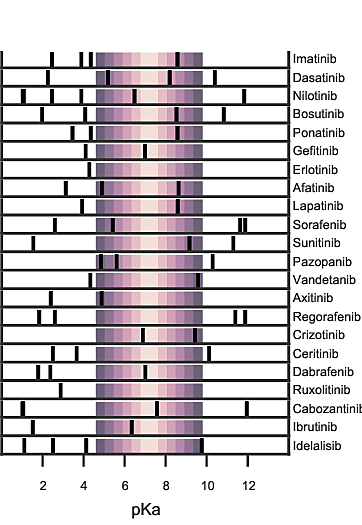 Imatinib
Dasatinib
Nilotinib
Bosutinib
Ponatinib
Gefitinib
Erlotinib
Afatinib
Lapatinib
Sorafenib
Sunitinib
Pazopanib
Vandetanib
Axitinib
Regorafenib
Crizotinib
Ceritinib
Dabrafenib
Ruxolitinib
Cabozantinib
Ibrutinib
Idelalisib
2 4 6 8 10 12
pKa